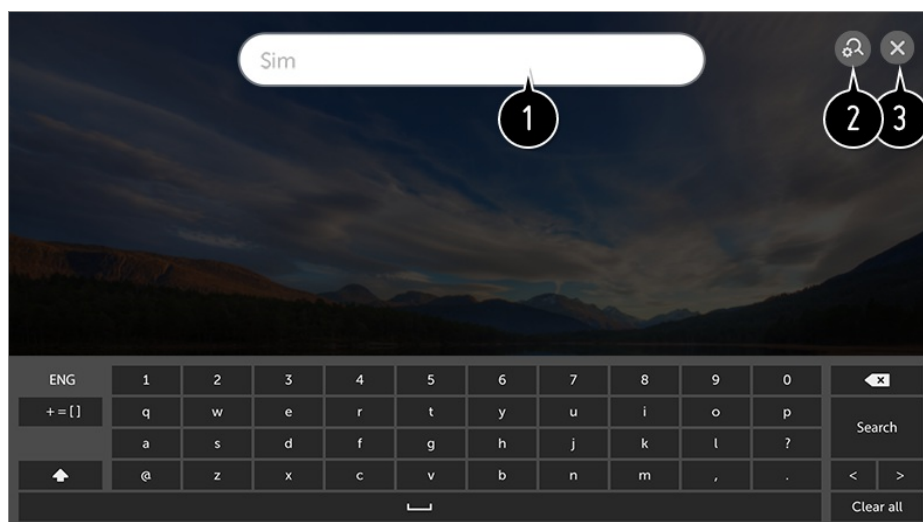 Sim
1
2
3
ENG 1 2 3 4 5 6 7 8 9 0
+=[] q w e r t y u i o p
a s d f g h j k l ?
Search
@ z x c v b n m , . < >
Clear all